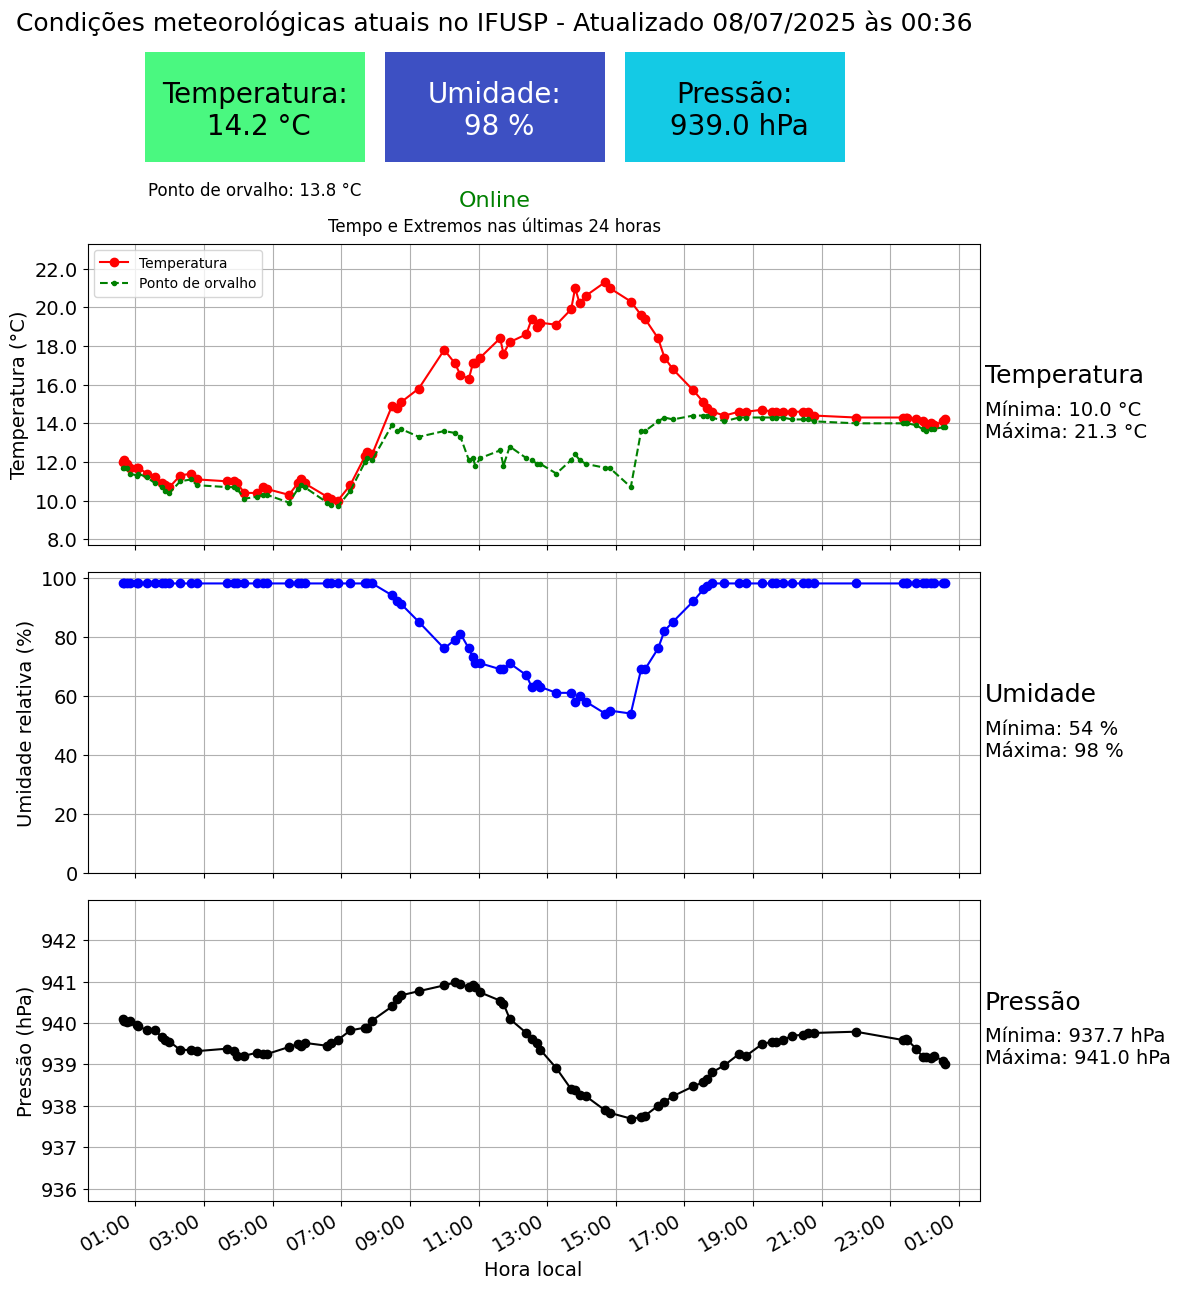 Condições meteorológicas atuais no IFUSP - Atualizado 08/07/2025 às 00:36
Temperatura:
14.2 °C
Umidade:
98 %
Pressão:
939.0 hPa
Ponto de orvalho: 13.8 °C
Online
Tempo e Extremos nas últimas 24 horas
Temperatura
Ponto de orvalho
Temperatura (°C)
22.0
20.0
18.0
16.0
14.0
12.0
10.0
8.0
Temperatura
Mínima: 10.0 °C
Máxima: 21.3 °C
Umidade relativa (%)
100
80
60
40
20
0
Umidade
Mínima: 54 %
Máxima: 98 %
Pressão (hPa)
942
941
940
939
938
937
936
Pressão
Mínima: 937.7 hPa
Máxima: 941.0 hPa
01:00
03:00
05:00
07:00
09:00
11:00
13:00
15:00
17:00
19:00
21:00
23:00
01:00
Hora local